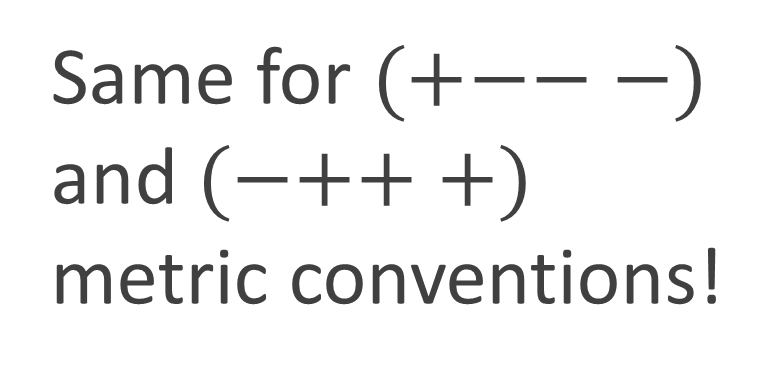 Same for (+−− −)
and (−++ +)
metric conventions!